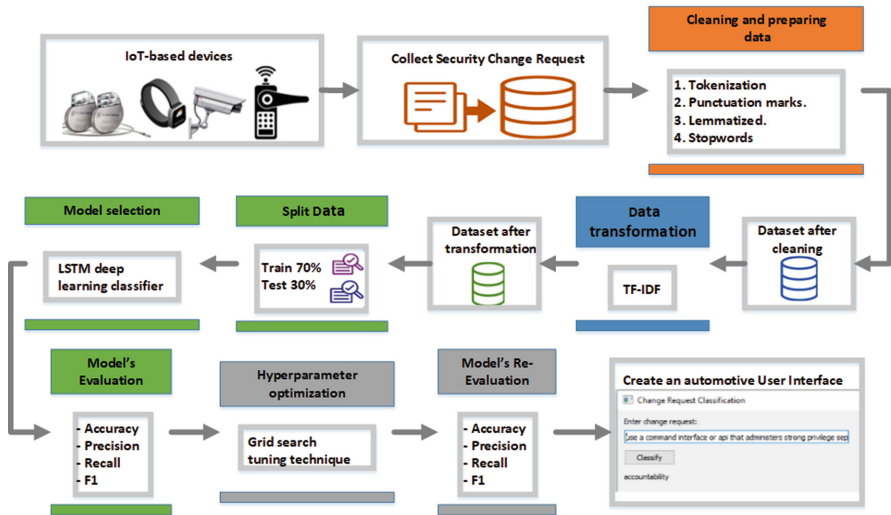 IoT-based devices
Collect Security Change Request
Cleaning and preparing
data
1. Tokenization
2. Punctuation marks.
3. Lemmatized.
4. Stopwords
Model selection
LSTM deep
learning classifier
Split Data
Train 70%
Test 30%
Dataset after
transformation
Data
transformation
TF-IDF
Dataset after
cleaning
Model's
Evaluation
- Accuracy
- Precision
- Recall
- F1
Hyperparameter
optimization
Grid search
tuning technique
Model's Re-
Evaluation
- Accuracy
- Precision
- Recall
- F1
Create an automotive User Interface
Change Request Classification
Enter change request:
use a command interface or api that administers strong privilege sep
Classify
accountability